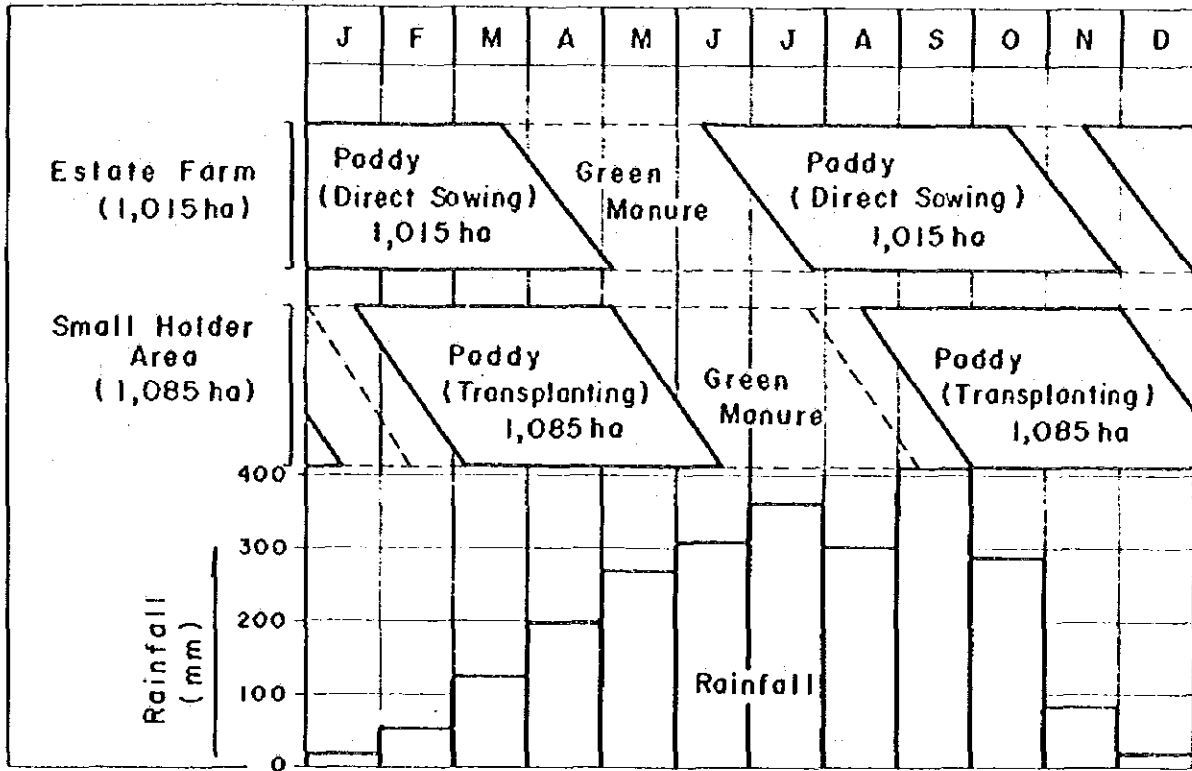 J F M A M J J A S O N D
Estate Farm
(1,015 ha)
Paddy
(Direct Sowing)
1,015 ha
Green
Manure
Paddy
(Direct Sowing)
1,015 ha
Small Holder
Area
(1,085 ha)
Paddy
(Transplanting)
1,085 ha
Green
Manure
Paddy
(Transplanting)
1,085 ha
400
300
200
100
0
Rainfall
(mm)
Rainfall